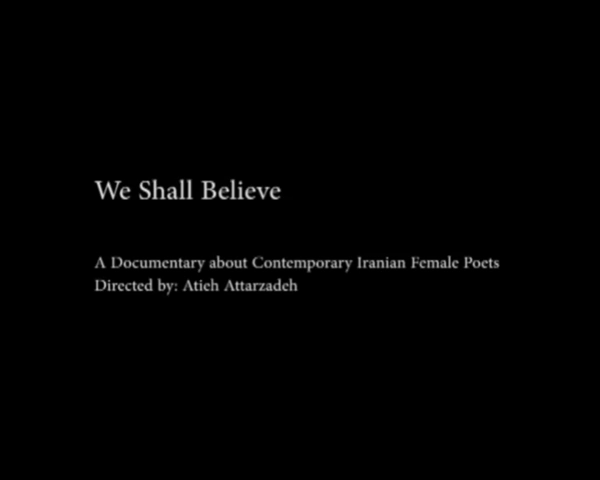 We Shall Believe
A Documentary about Contemporary Iranian Female Poets
Directed by: Atieh Attarzadeh